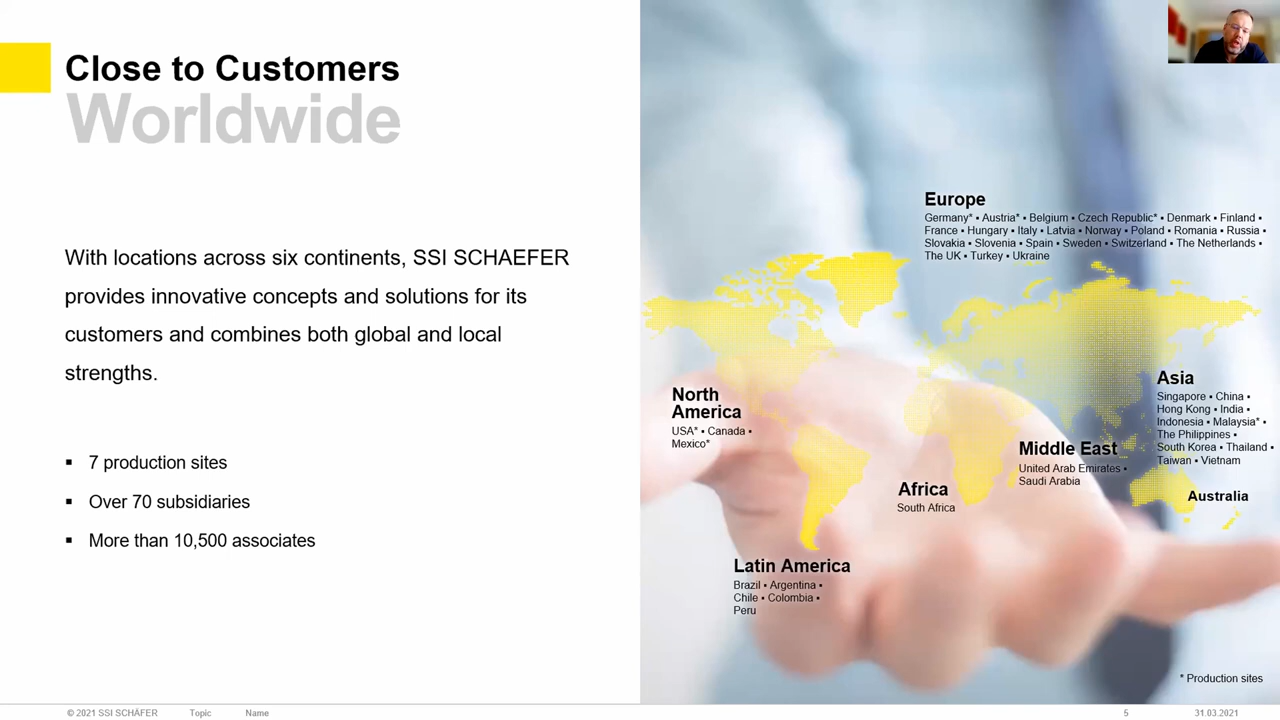 Close to Customers
Worldwide
With locations across six continents, SSI SCHAEFER
provides innovative concepts and solutions for its
customers and combines both global and local
strengths.
▪ 7 production sites
▪ Over 70 subsidiaries
▪ More than 10,500 associates
Europe
Germany* ▪ Austria* ▪ Belgium ▪ Czech Republic* ▪ Denmark ▪ Finland ▪
France ▪ Hungary ▪ Italy ▪ Latvia ▪ Norway ▪ Poland ▪ Romania ▪ Russia ▪
Slovakia ▪ Slovenia ▪ Spain ▪ Sweden ▪ Switzerland ▪ The Netherlands ▪
The UK ▪ Turkey ▪ Ukraine
North
America
USA* ▪ Canada ▪
Mexico*
Asia
Singapore ▪ China ▪
Hong Kong ▪ India ▪
Indonesia ▪ Malaysia* ▪
The Philippines ▪
South Korea ▪ Thailand ▪
Taiwan ▪ Vietnam
Middle East
United Arab Emirates ▪
Saudi Arabia
Africa
South Africa
Australia
Latin America
Brazil ▪ Argentina ▪
Chile ▪ Colombia ▪
Peru
* Production sites
© 2021 SSI SCHÄFER Topic Name 5 31.03.2021